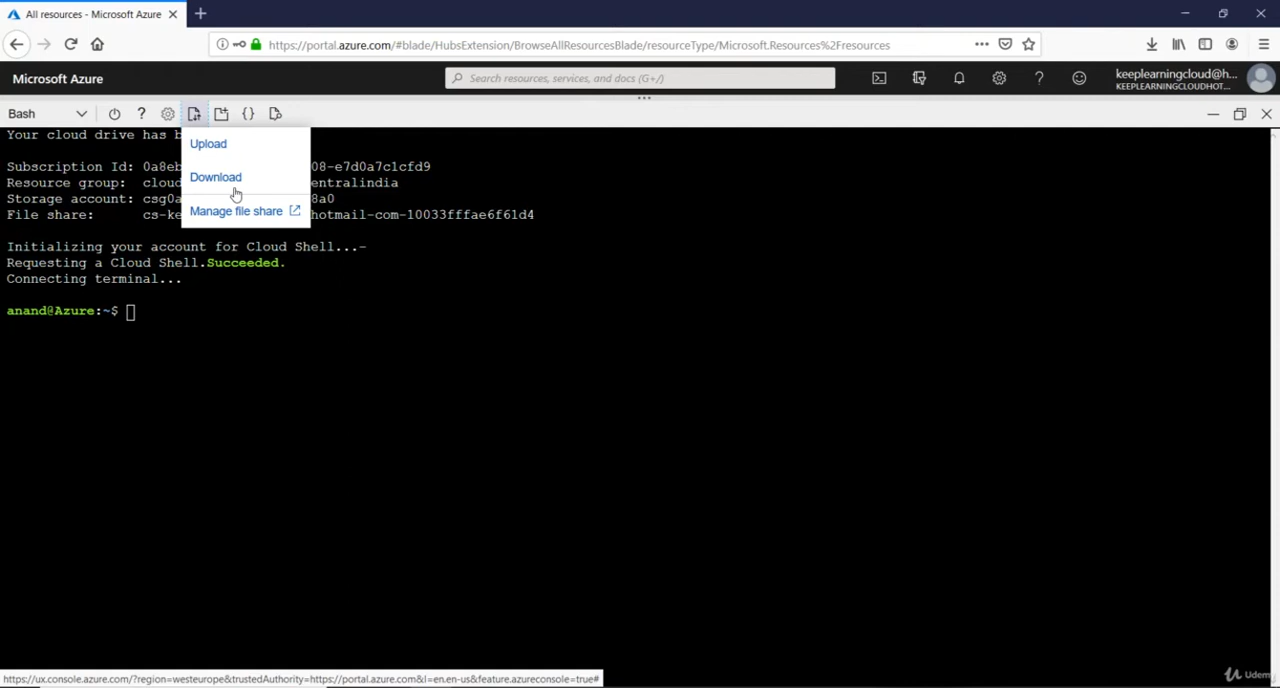 All resources - Microsoft Azure
https://portal.azure.com/#blade/HubsExtension/BrowseAllResourcesBlade/resourceType/Microsoft.Resources%2Fresources
Microsoft Azure
Search resources, services, and docs (G+/)
keeplearningcloud@h...
KEEPLEARNINGCLOUDHOT...
Bash
Your cloud drive has b
Upload
Subscription Id: 0a8eb 08-e7d0a7c1cfd9
Download
Resource group: cloud entralindia
Storage account: csg0a 8a0
Manage file share
File share: cs-ke hotmail-com-10033fffae6f61d4
Initializing your account for Cloud Shell...-
Requesting a Cloud Shell.Succeeded.
Connecting terminal...
anand@Azure:~$
https://ux.console.azure.com/?region=westeurope&trustedAuthority=https://portal.azure.com&l=en.en-us&feature.azureconsole=true#
Udemy